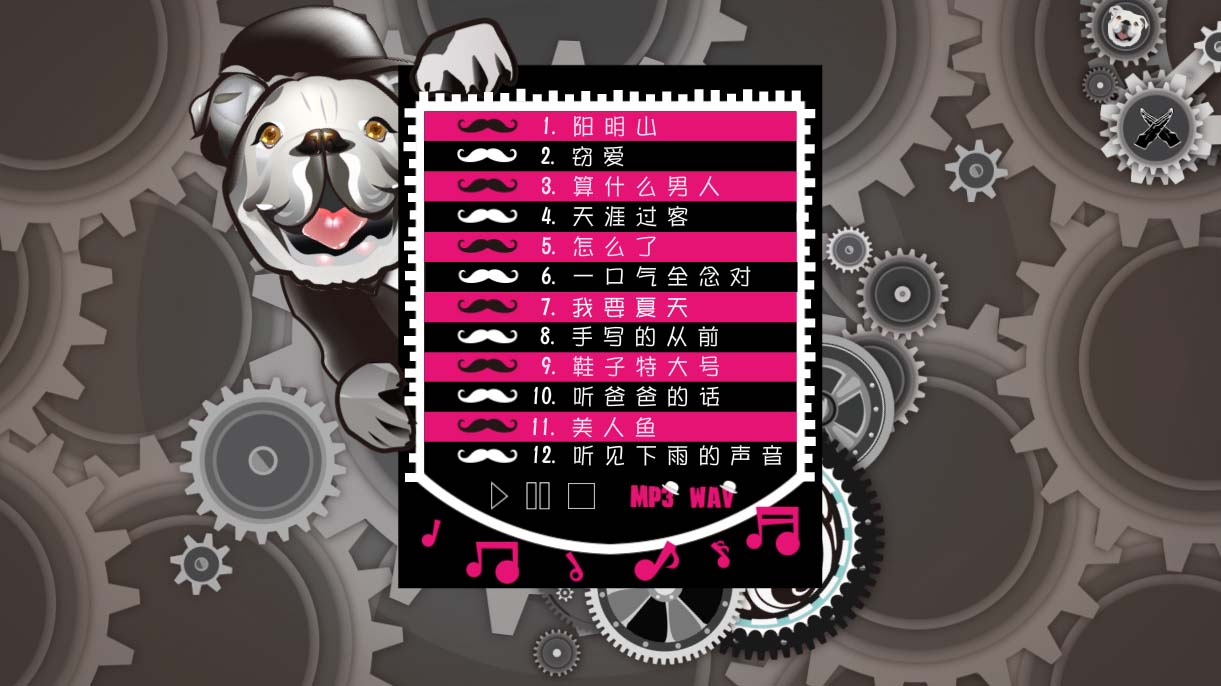 1. 阳明山
2. 窃爱
3. 算什么男人
4. 天涯过客
5. 怎么了
6. 一口气全念对
7. 我要夏天
8. 手写的从前
9. 鞋子特大号
10. 听爸爸的话
11. 美人鱼
12. 听见下雨的声音
MP3 WAV